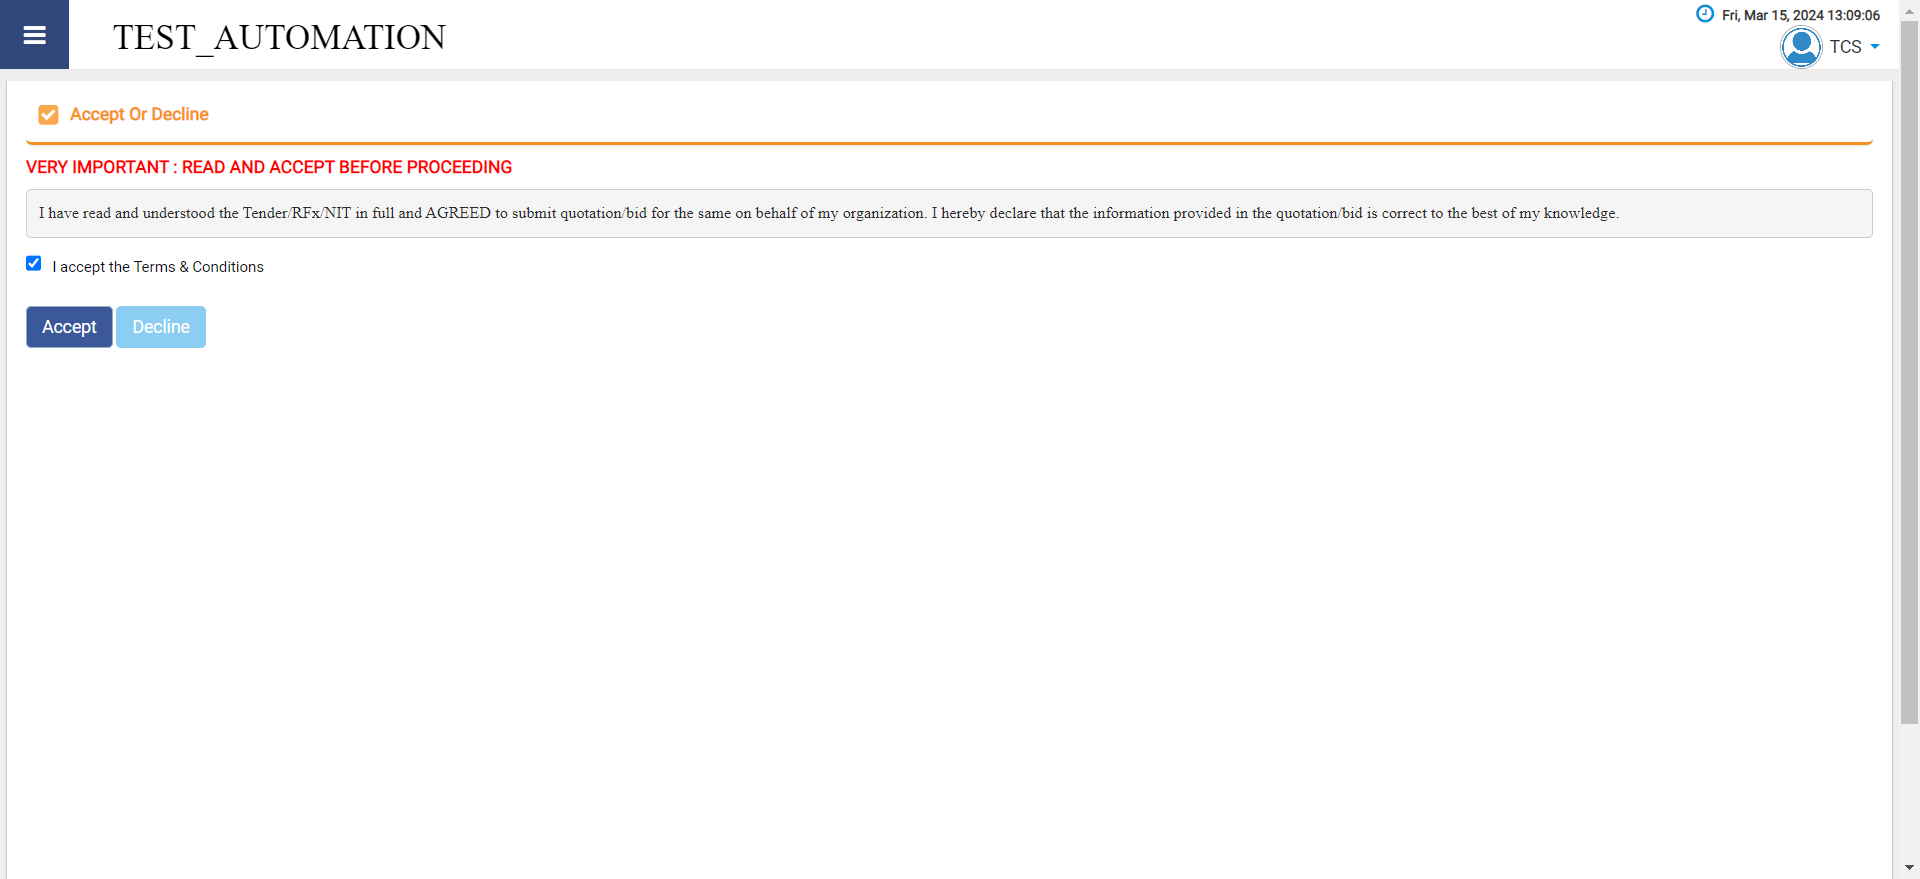 TEST_AUTOMATION
Fri, Mar 15, 2024 13:09:06
TCS
Accept Or Decline
VERY IMPORTANT : READ AND ACCEPT BEFORE PROCEEDING
I have read and understood the Tender/RFx/NIT in full and AGREED to submit quotation/bid for the same on behalf of my organization. I hereby declare that the information provided in the quotation/bid is correct to the best of my knowledge.
I accept the Terms & Conditions
Accept Decline